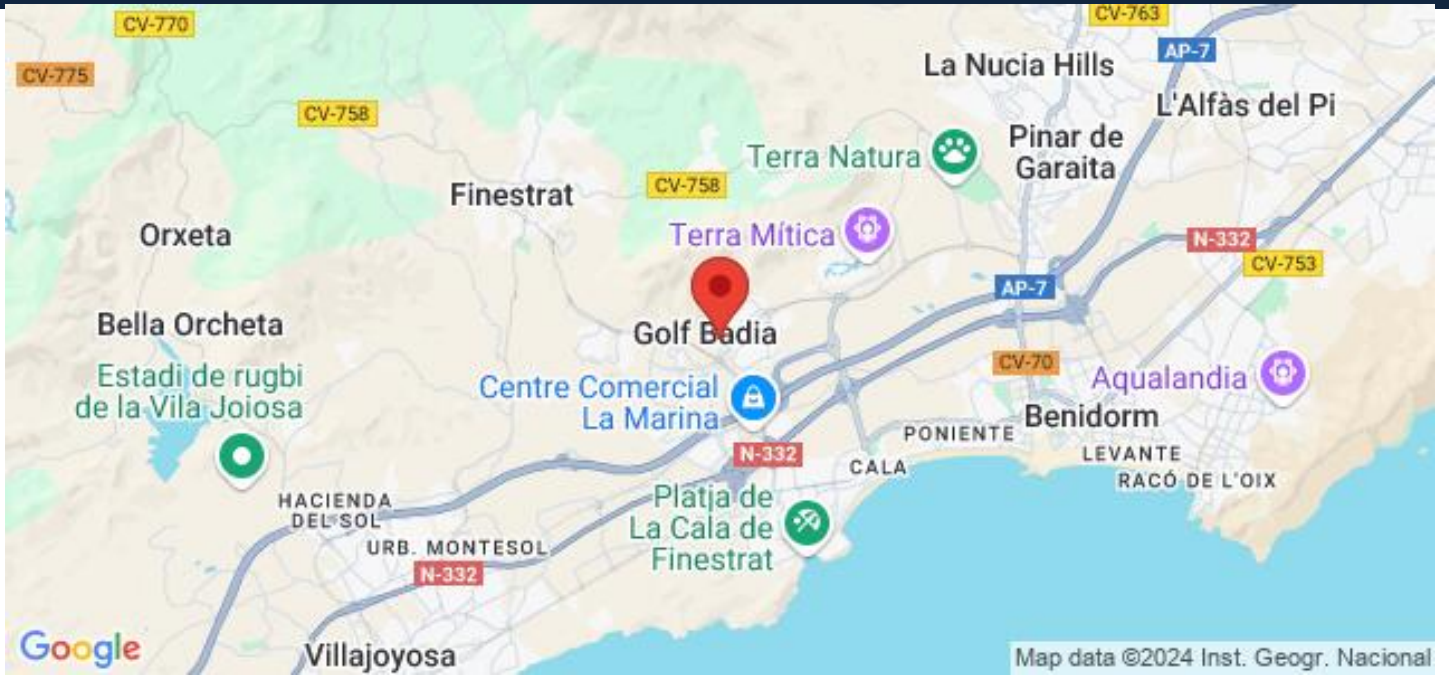 CV-770
CV-763
CV-775
La Nucia Hills
AP-7
CV-758
L'Alfàs del Pi
Terra Natura
Pinar de
Garaita
Finestrat
CV-758
Orxeta
Terra Mítica
N-332
CV-753
AP-7
Bella Orcheta
Golf Badia
Estadi de rugbi
de la Vila Joiosa
Centre Comercial
La Marina
CV-70
Aqualandia
Benidorm
PONIENTE
LEVANTE
N-332
CALA
RACÓ DE L'OIX
HACIENDA
DEL SOL
Platja de
La Cala de
Finestrat
URB. MONTESOL
N-332
Google
Villajoyosa
Map data ©2024 Inst. Geogr. Nacional